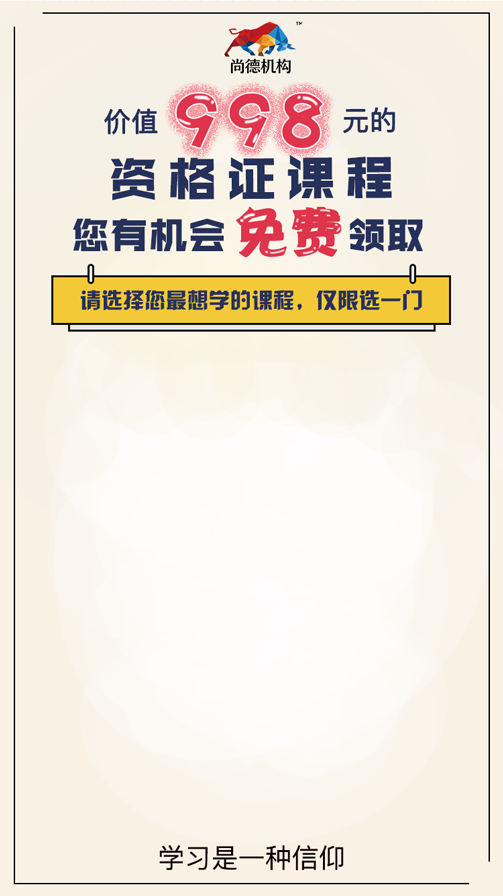 TM
尚德机构
价值998元的
资格证课程
您有机会免费领取
请选择您最想学的课程，仅限选一门
学习是一种信仰